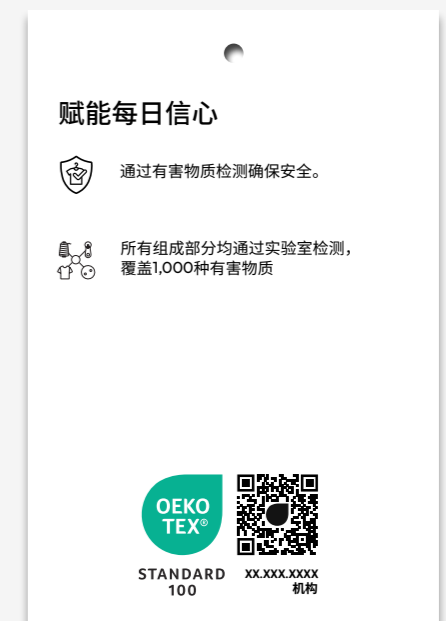 赋能每日信心
通过有害物质检测确保安全。
所有组成部分均通过实验室检测，
覆盖1,000种有害物质
OEKO
TEX®
STANDARD
100
XX.XXX.XXXX
机构